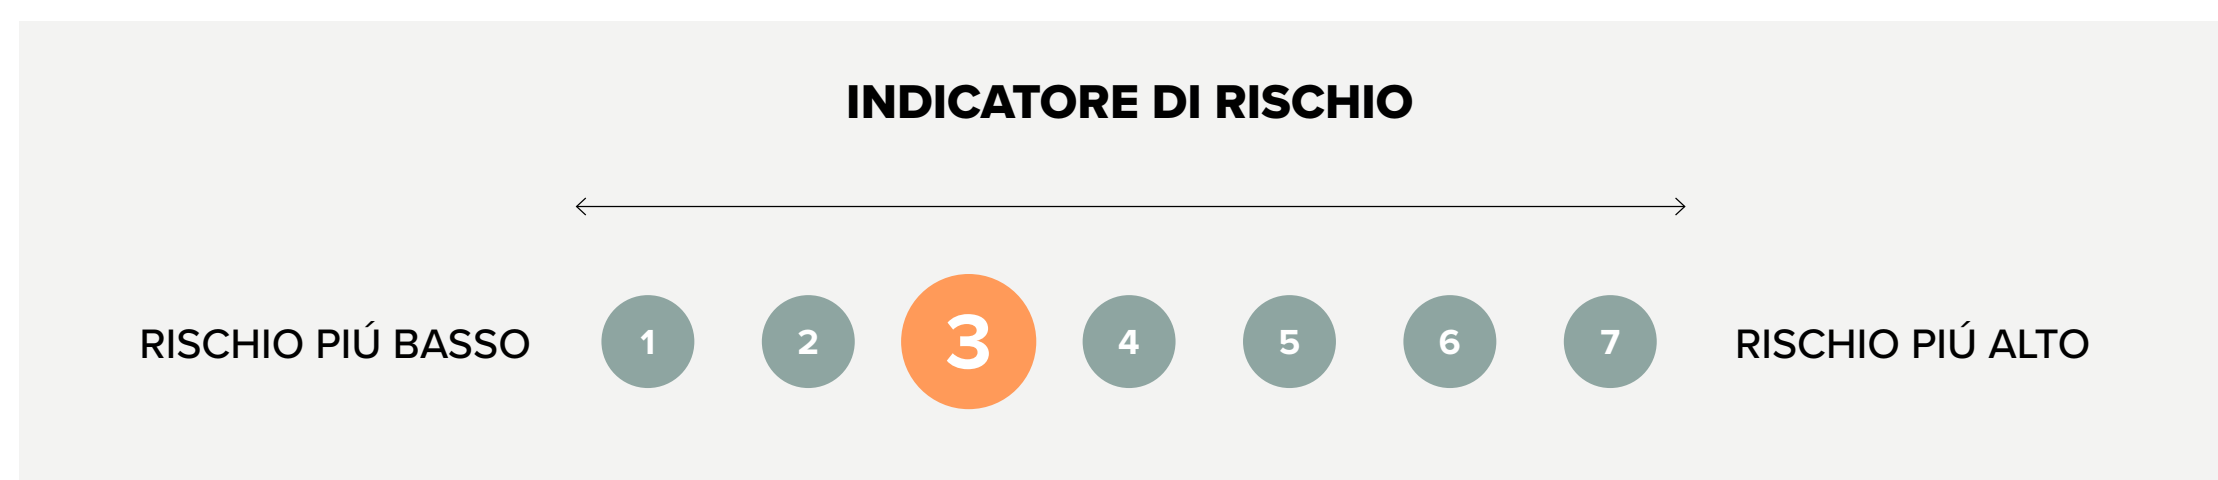 INDICATORE DI RISCHIO
RISCHIO PIÚ BASSO 1 2 3 4 5 6 7 RISCHIO PIÚ ALTO